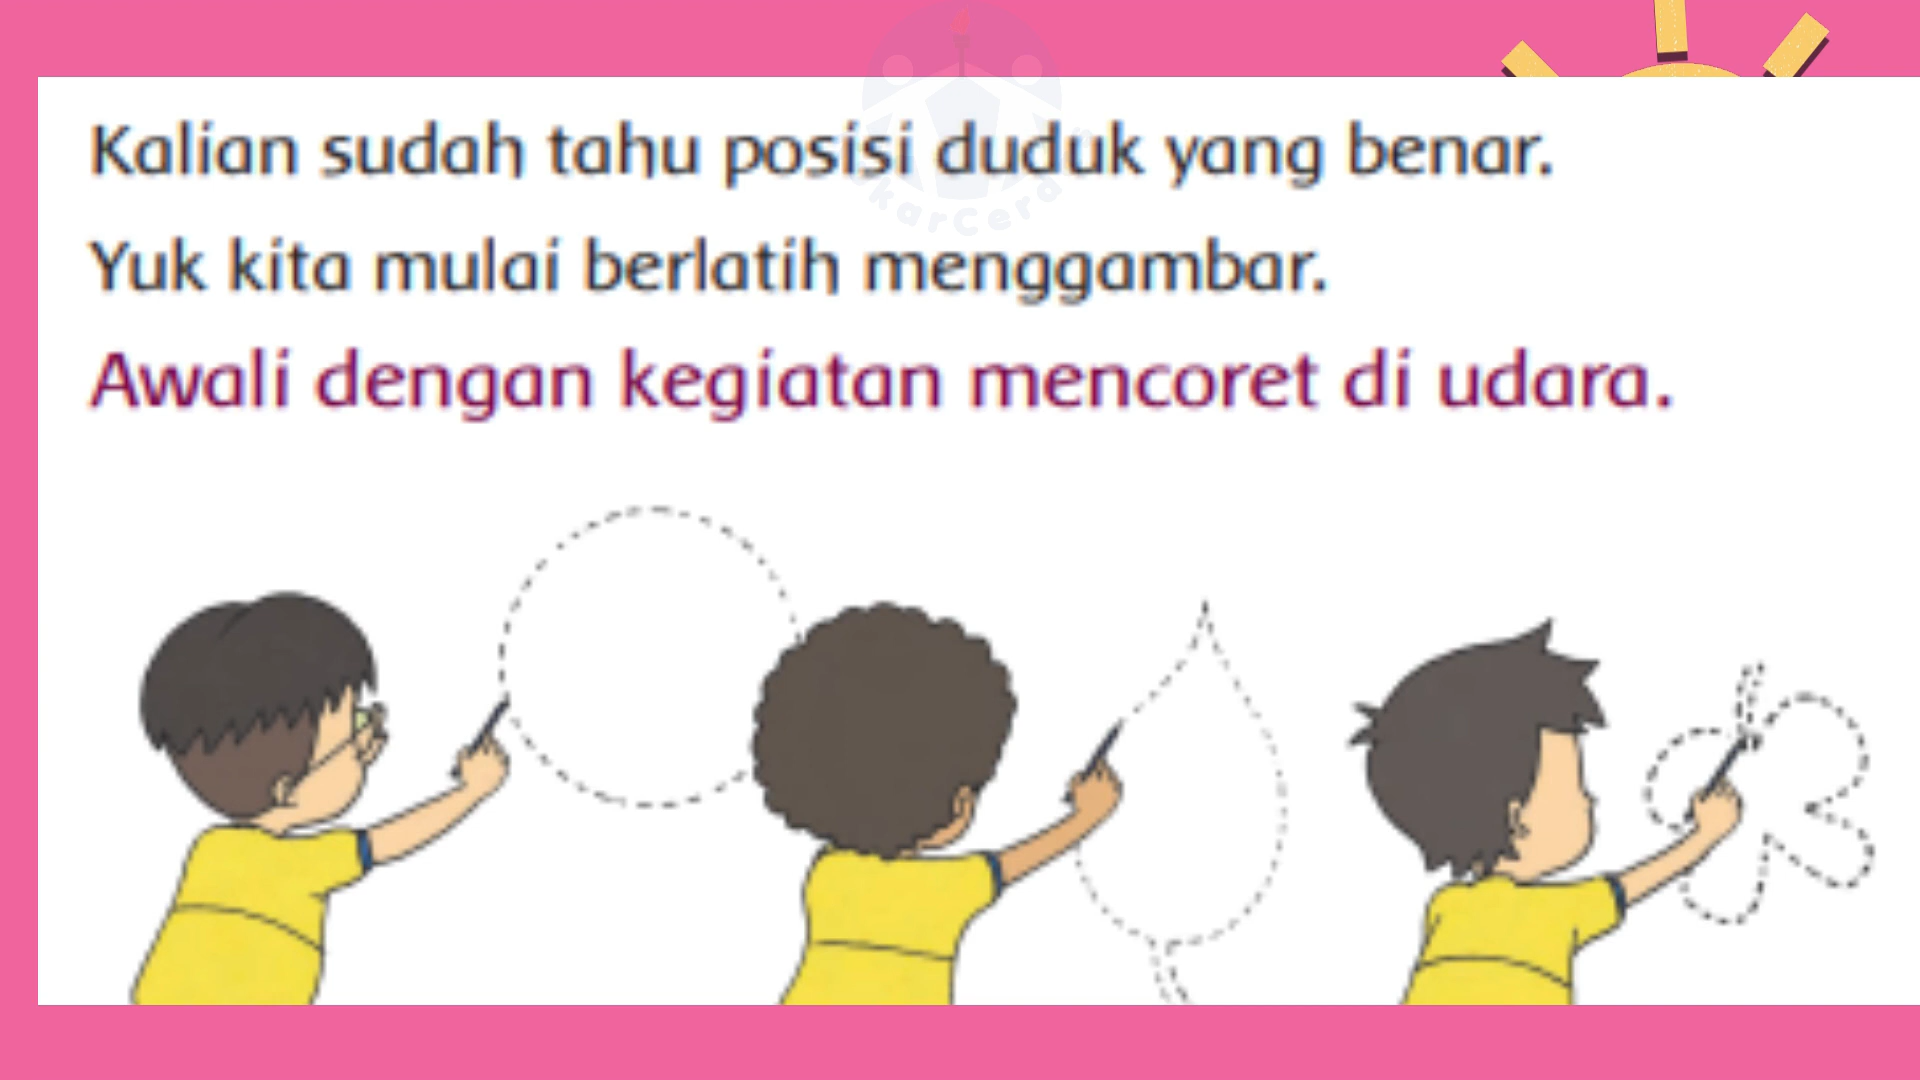 Kalian sudah tahu posisi duduk yang benar.
Yuk kita mulai berlatih menggambar.
Awali dengan kegiatan mencoret di udara.